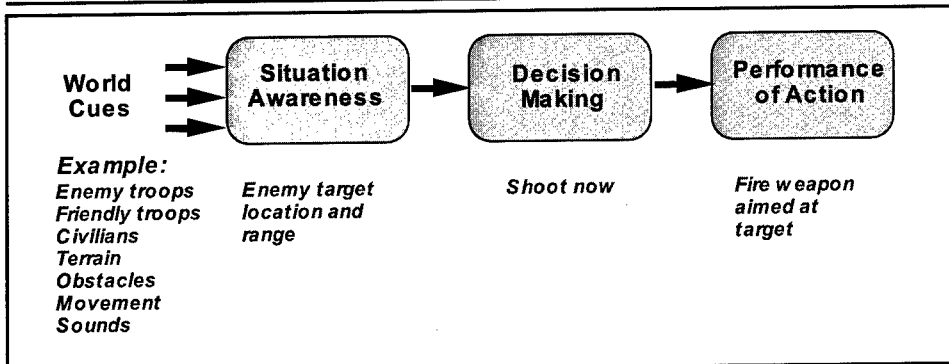 World
Cues
Situation
Awareness
Decision
Making
Performance
of Action
Example:
Enemy troops
Friendly troops
Civilians
Terrain
Obstacles
Movement
Sounds
Enemy target
location and
range
Shoot now
Fire weapon
aimed at
target